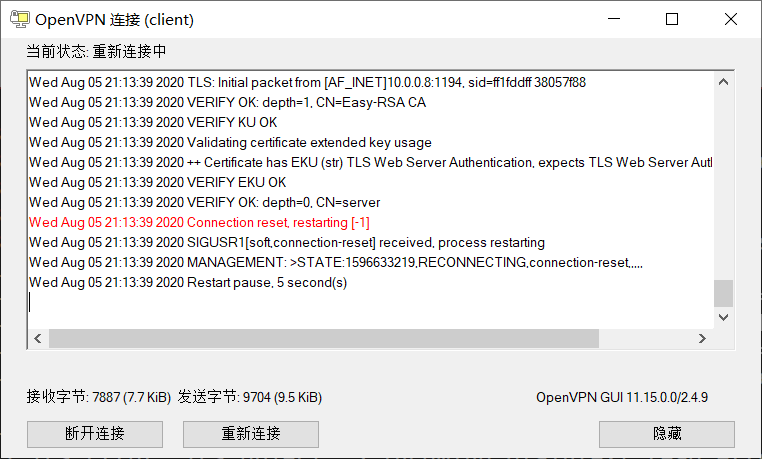 OpenVPN 连接 (client)
当前状态: 重新连接中
Wed Aug 05 21:13:39 2020 TLS: Initial packet from [AF_INET]10.0.0.8:1194, sid=ff1fddff 38057f88
Wed Aug 05 21:13:39 2020 VERIFY OK: depth=1, CN=Easy-RSA CA
Wed Aug 05 21:13:39 2020 VERIFY KU OK
Wed Aug 05 21:13:39 2020 Validating certificate extended key usage
Wed Aug 05 21:13:39 2020 ++ Certificate has EKU (str) TLS Web Server Authentication, expects TLS Web Server Aut
Wed Aug 05 21:13:39 2020 VERIFY EKU OK
Wed Aug 05 21:13:39 2020 VERIFY OK: depth=0, CN=server
Wed Aug 05 21:13:39 2020 Connection reset, restarting [-1]
Wed Aug 05 21:13:39 2020 SIGUSR1[soft,connection-reset] received, process restarting
Wed Aug 05 21:13:39 2020 MANAGEMENT: >STATE:1596633219,RECONNECTING,connection-reset,,,,,
Wed Aug 05 21:13:39 2020 Restart pause, 5 second(s)
接收字节: 7887 (7.7 KiB) 发送字节: 9704 (9.5 KiB) OpenVPN GUI 11.15.0.0/2.4.9
断开连接 重新连接 隐藏